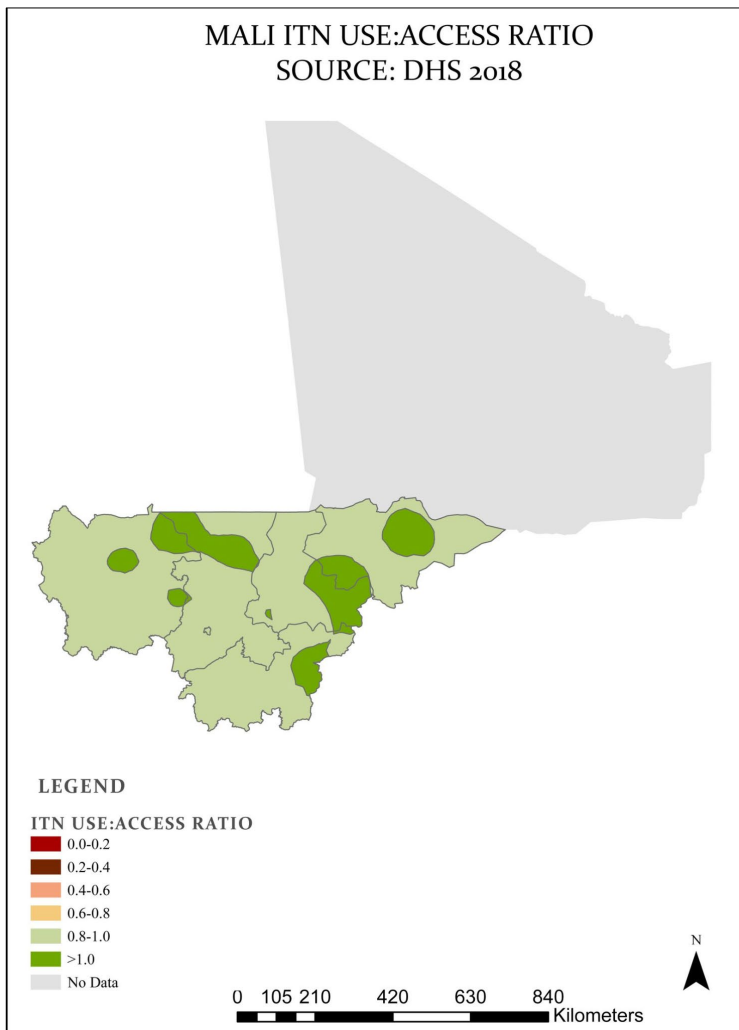 MALI ITN USE:ACCESS RATIO
SOURCE: DHS 2018
LEGEND
ITN USE:ACCESS RATIO
0.0-0.2
0.2-0.4
0.4-0.6
0.6-0.8
0.8-1.0
>1.0
No Data
N
0 105 210 420 630 840
Kilometers